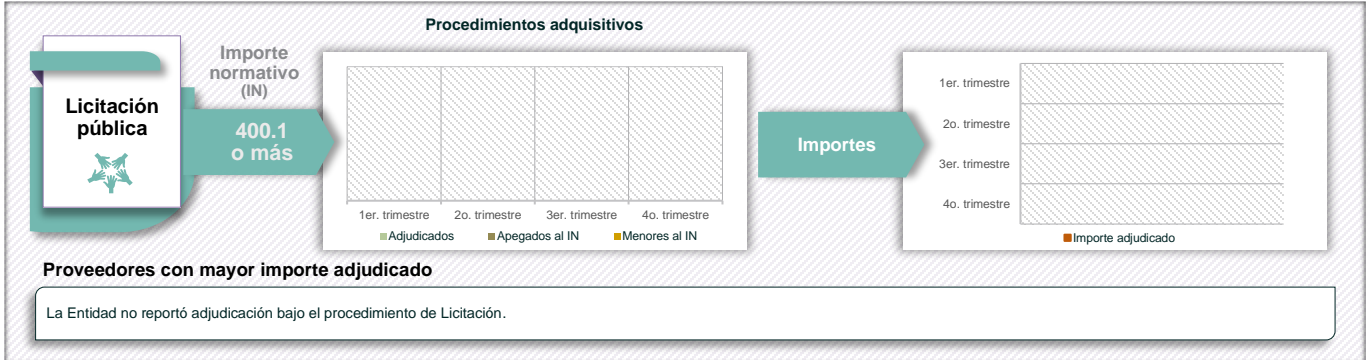 Procedimientos adquisitivos
Licitación
pública
Importe
normativo
(IN)
400.1
o más
1er. trimestre
2o. trimestre
3er. trimestre
4o. trimestre
Adjudicados
Apegados al IN
Menores al IN
Importes
1er. trimestre
2o. trimestre
3er. trimestre
4o. trimestre
Importe adjudicado
Proveedores con mayor importe adjudicado
La Entidad no reportó adjudicación bajo el procedimiento de Licitación.